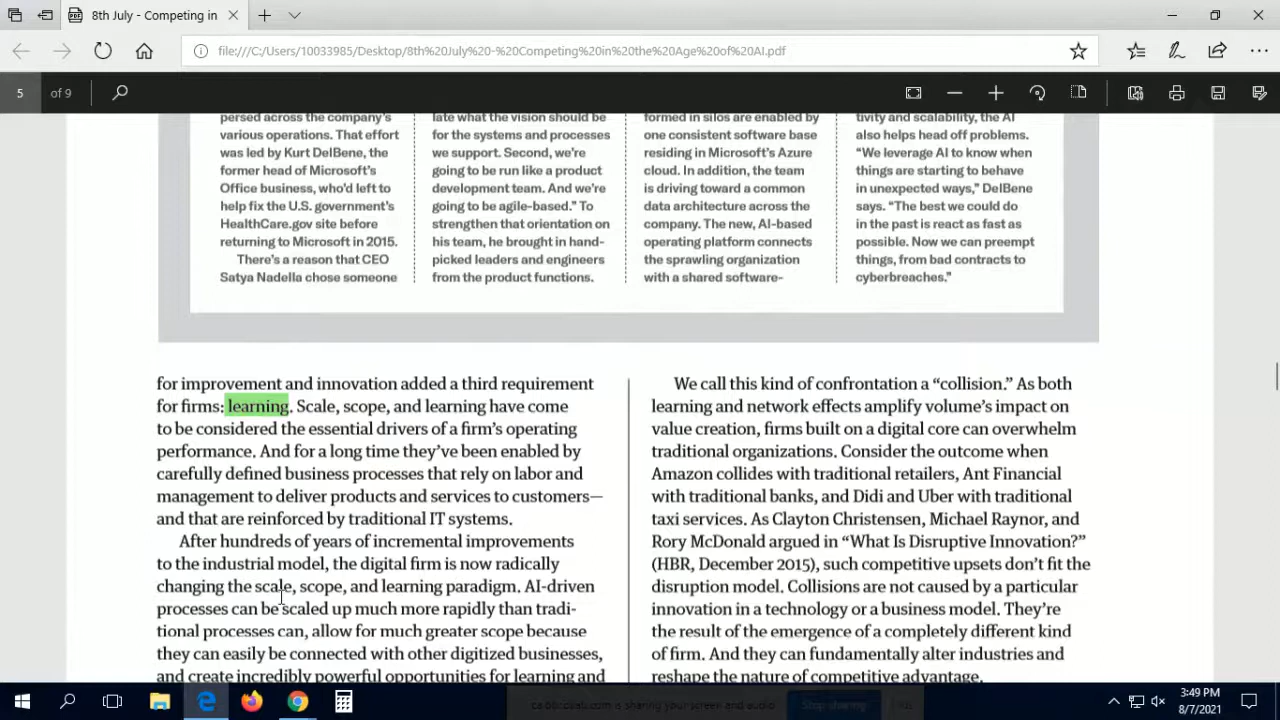 8th July - Competing in
file:///C:/Users/10033985/Desktop/8th%20July%20-%20Competing%20in%20the%20Age%20of%20AI.pdf
5 of 9
persed across the company's
various operations. That effort
was led by Kurt DelBene, the
former head of Microsoft's
Office business, who'd left to
help fix the U.S. government's
HealthCare.gov site before
returning to Microsoft in 2015.
There's a reason that CEO
Satya Nadella chose someone
late what the vision should be
for the systems and processes
we support. Second, we're
going to be run like a product
development team. And we're
going to be agile-based." To
strengthen that orientation on
his team, he brought in hand-
picked leaders and engineers
from the product functions.
formed in silos are enabled by
one consistent software base
residing in Microsoft's Azure
cloud. In addition, the team
is driving toward a common
data architecture across the
company. The new, AI-based
operating platform connects
the sprawling organization
with a shared software-
tivity and scalability, the AI
also helps head off problems.
"We leverage AI to know when
things are starting to behave
in unexpected ways," DelBene
says. "The best we could do
in the past is react as fast as
possible. Now we can preempt
things, from bad contracts to
cyberbreaches."
for improvement and innovation added a third requirement
for firms: learning. Scale, scope, and learning have come
to be considered the essential drivers of a firm's operating
performance. And for a long time they've been enabled by
carefully defined business processes that rely on labor and
management to deliver products and services to customers—
and that are reinforced by traditional IT systems.
After hundreds of years of incremental improvements
to the industrial model, the digital firm is now radically
changing the scale, scope, and learning paradigm. AI-driven
processes can be scaled up much more rapidly than tradi-
tional processes can, allow for much greater scope because
they can easily be connected with other digitized businesses,
and create incredibly powerful opportunities for learning and
We call this kind of confrontation a "collision." As both
learning and network effects amplify volume's impact on
value creation, firms built on a digital core can overwhelm
traditional organizations. Consider the outcome when
Amazon collides with traditional retailers, Ant Financial
with traditional banks, and Didi and Uber with traditional
taxi services. As Clayton Christensen, Michael Raynor, and
Rory McDonald argued in "What Is Disruptive Innovation?"
(HBR, December 2015), such competitive upsets don't fit the
disruption model. Collisions are not caused by a particular
innovation in a technology or a business model. They're
the result of the emergence of a completely different kind
of firm. And they can fundamentally alter industries and
reshape the nature of competitive advantage.
is sharing your screen and audio
Stop sharing
3:49 PM
8/7/2021